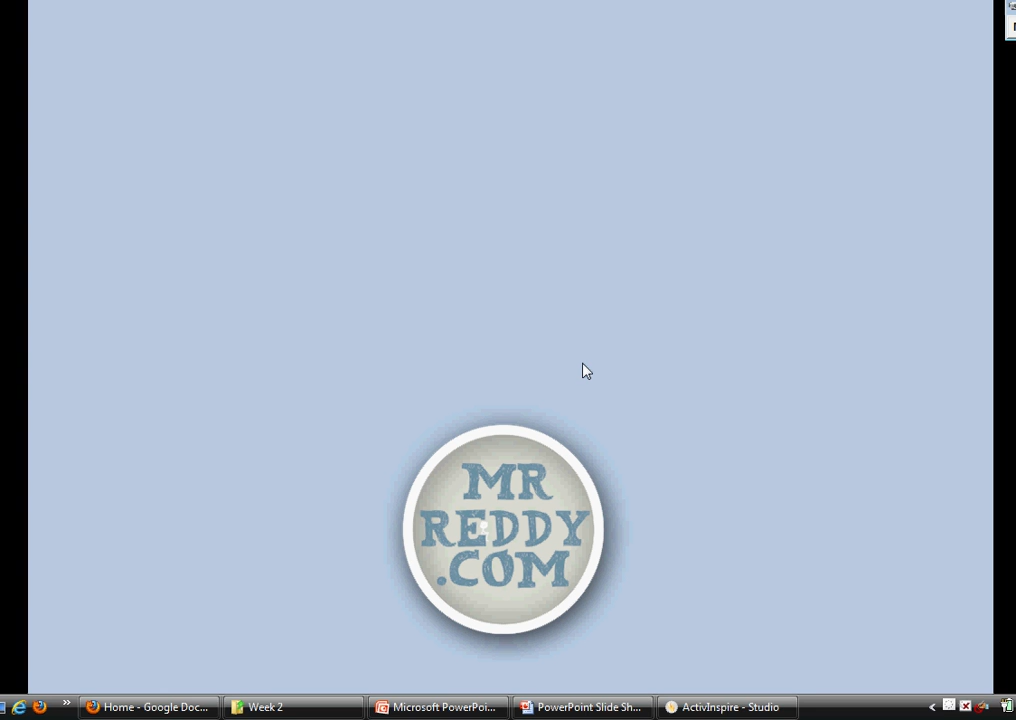 MR
REDDY
.COM
Home - Google Doc...
Week 2
Microsoft PowerPoi...
PowerPoint Slide Sh...
ActivInspire - Studio